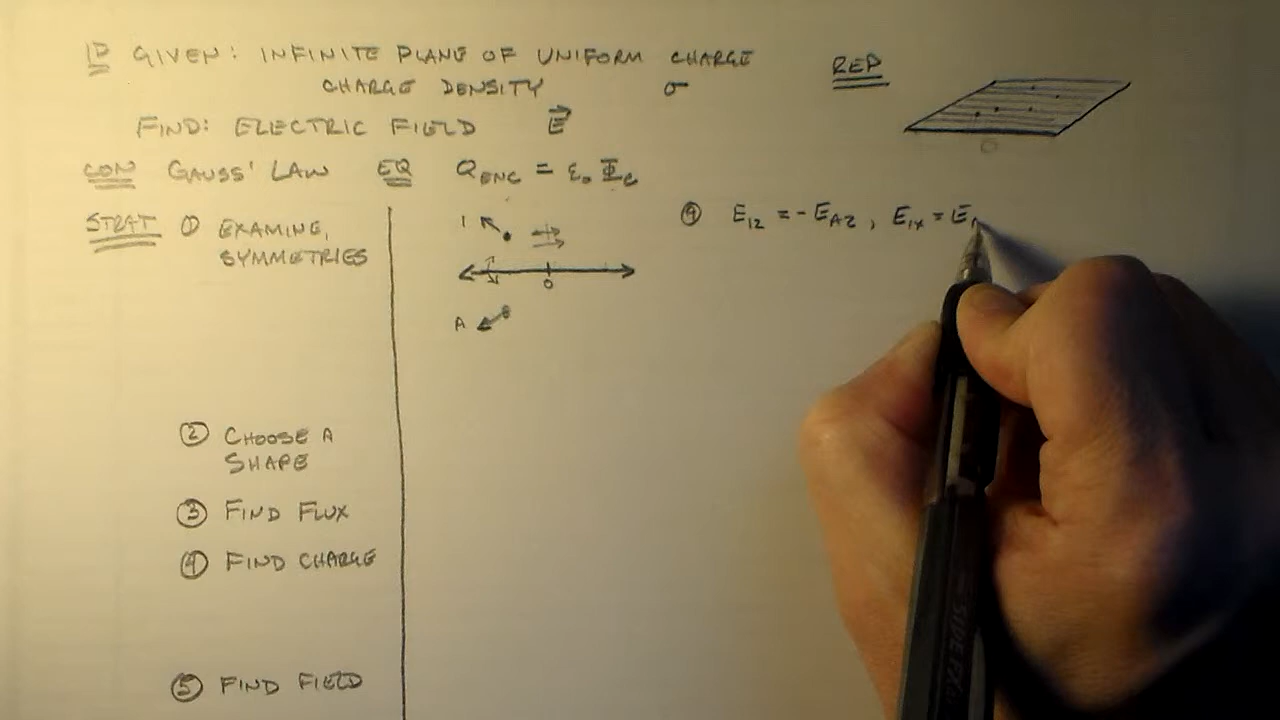 ID GIVEN: INFINITE PLANE OF UNIFORM CHARGE
CHARGE DENSITY σ
REP
FIND: ELECTRIC FIELD E⃗
CON GAUSS' LAW EQ Q_ENC = ε₀ Φ_e
STRAT ① EXAMINE,
SYMMETRIES
1
0
A
E_1z = -E_Az, E_1x = E
② CHOOSE A
SHAPE
③ FIND FLUX
④ FIND CHARGE
⑤ FIND FIELD